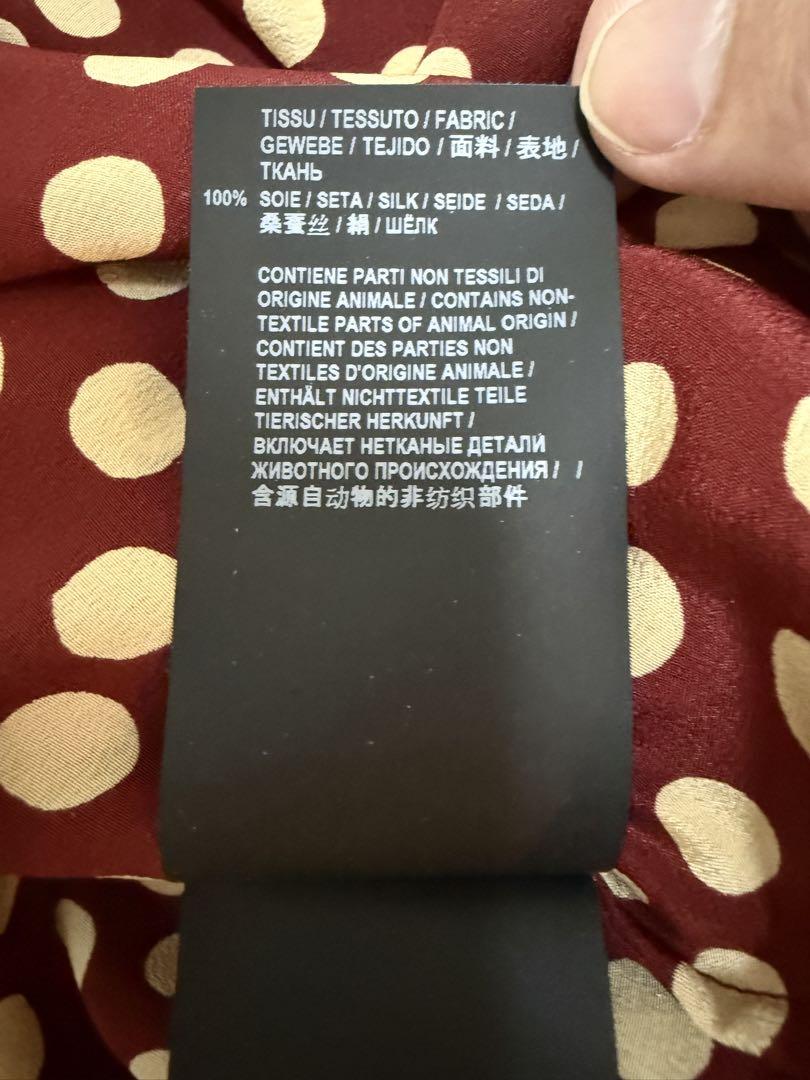 TISSU / TESSUTO / FABRIC /
GEWEBE / TEJIDO / 面料 / 表地 /
ТКАНЬ
100% SOIE / SETA / SILK / SEIDE / SEDA /
桑蚕丝 / 絹 / ШЁЛК
CONTIENE PARTI NON TESSILI DI
ORIGINE ANIMALE / CONTAINS NON-
TEXTILE PARTS OF ANIMAL ORIGIN /
CONTIENT DES PARTIES NON
TEXTILES D'ORIGINE ANIMALE /
ENTHÄLT NICHTTEXTILE TEILE
TIERISCHER HERKUNFT /
ВКЛЮЧАЕТ НЕТКАНЫЕ ДЕТАЛИ
ЖИВОТНОГО ПРОИСХОЖДЕНИЯ / /
含源自动物的非纺织部件